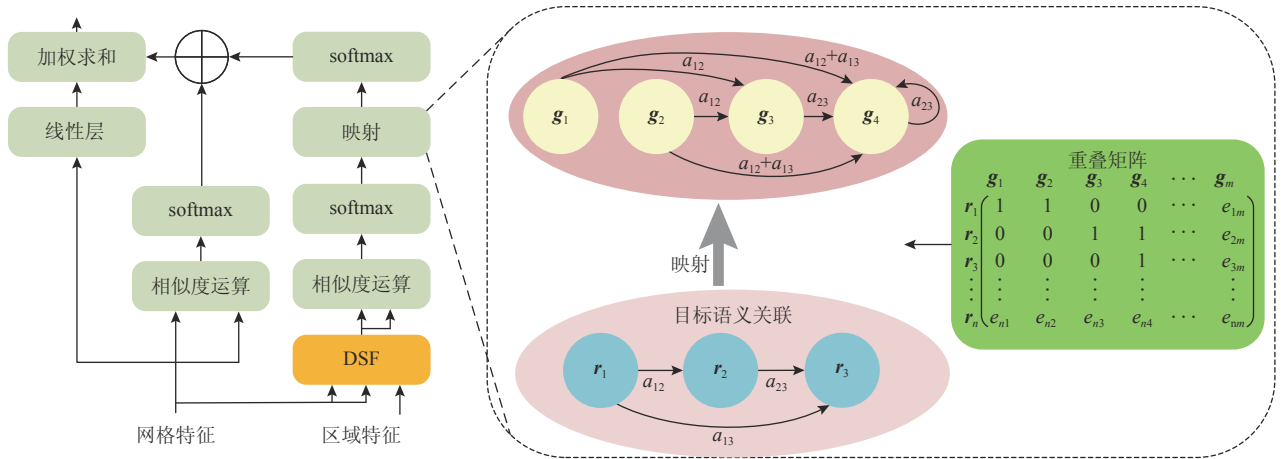 加权求和
softmax
线性层
映射
softmax
softmax
相似度运算
相似度运算
DSF
网格特征
区域特征
a12+a13
a12
g1
g2
a12
g3
a23
g4
a23
a12+a13
映射
目标语义关联
r1
a12
r2
a23
r3
a13
重叠矩阵
g1 g2 g3 g4 ··· gm
r1 1 1 0 0 ··· e1m
r2 0 0 1 1 ··· e2m
r3 0 0 0 1 ··· e3m
⋮ ⋮ ⋮ ⋮ ⋮ ⋮
rn en1 en2 en3 en4 ··· enm